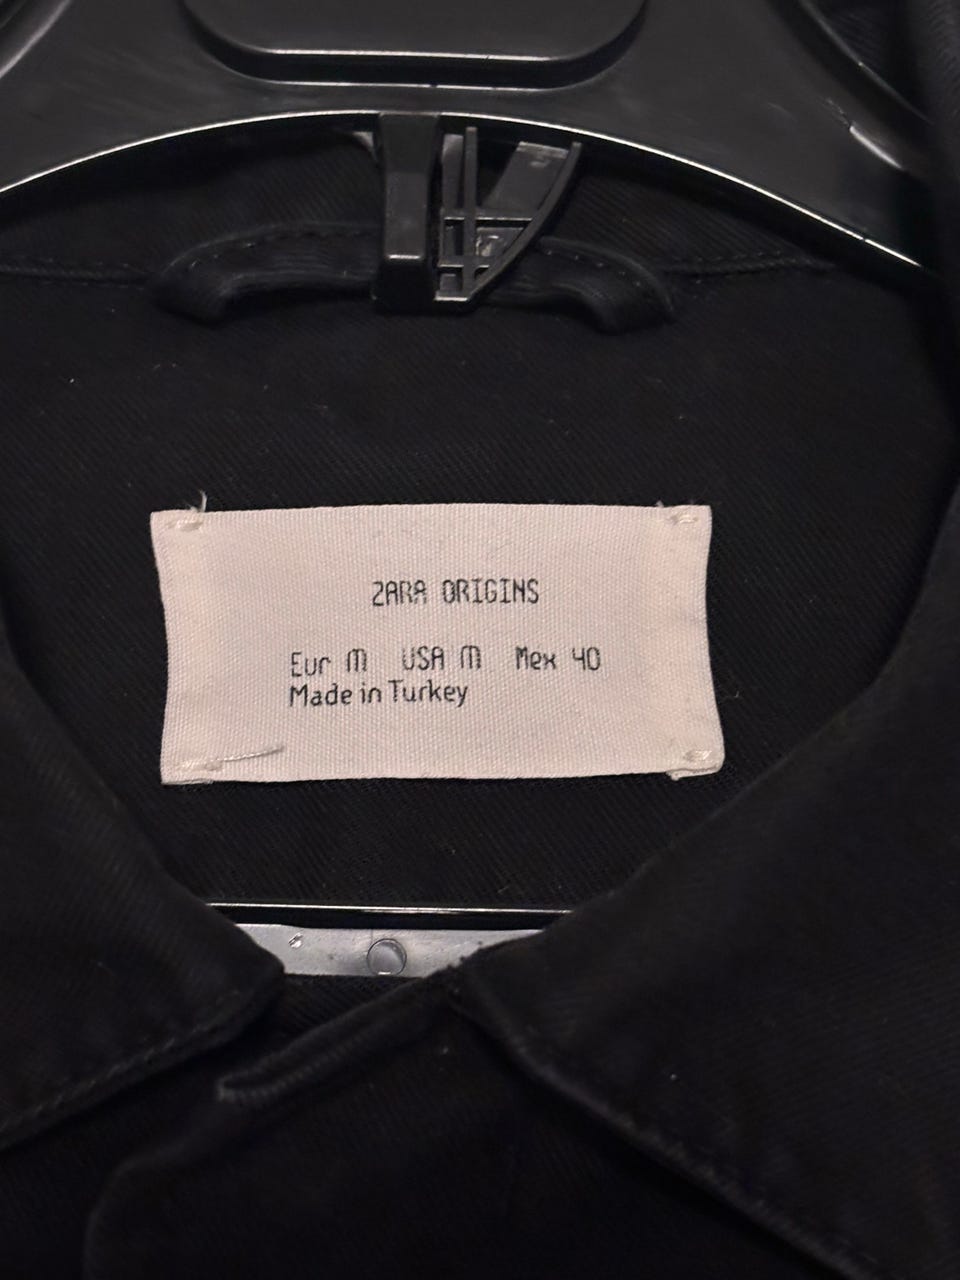 ZARA ORIGINS
Eur M USA M Mex 40
Made in Turkey